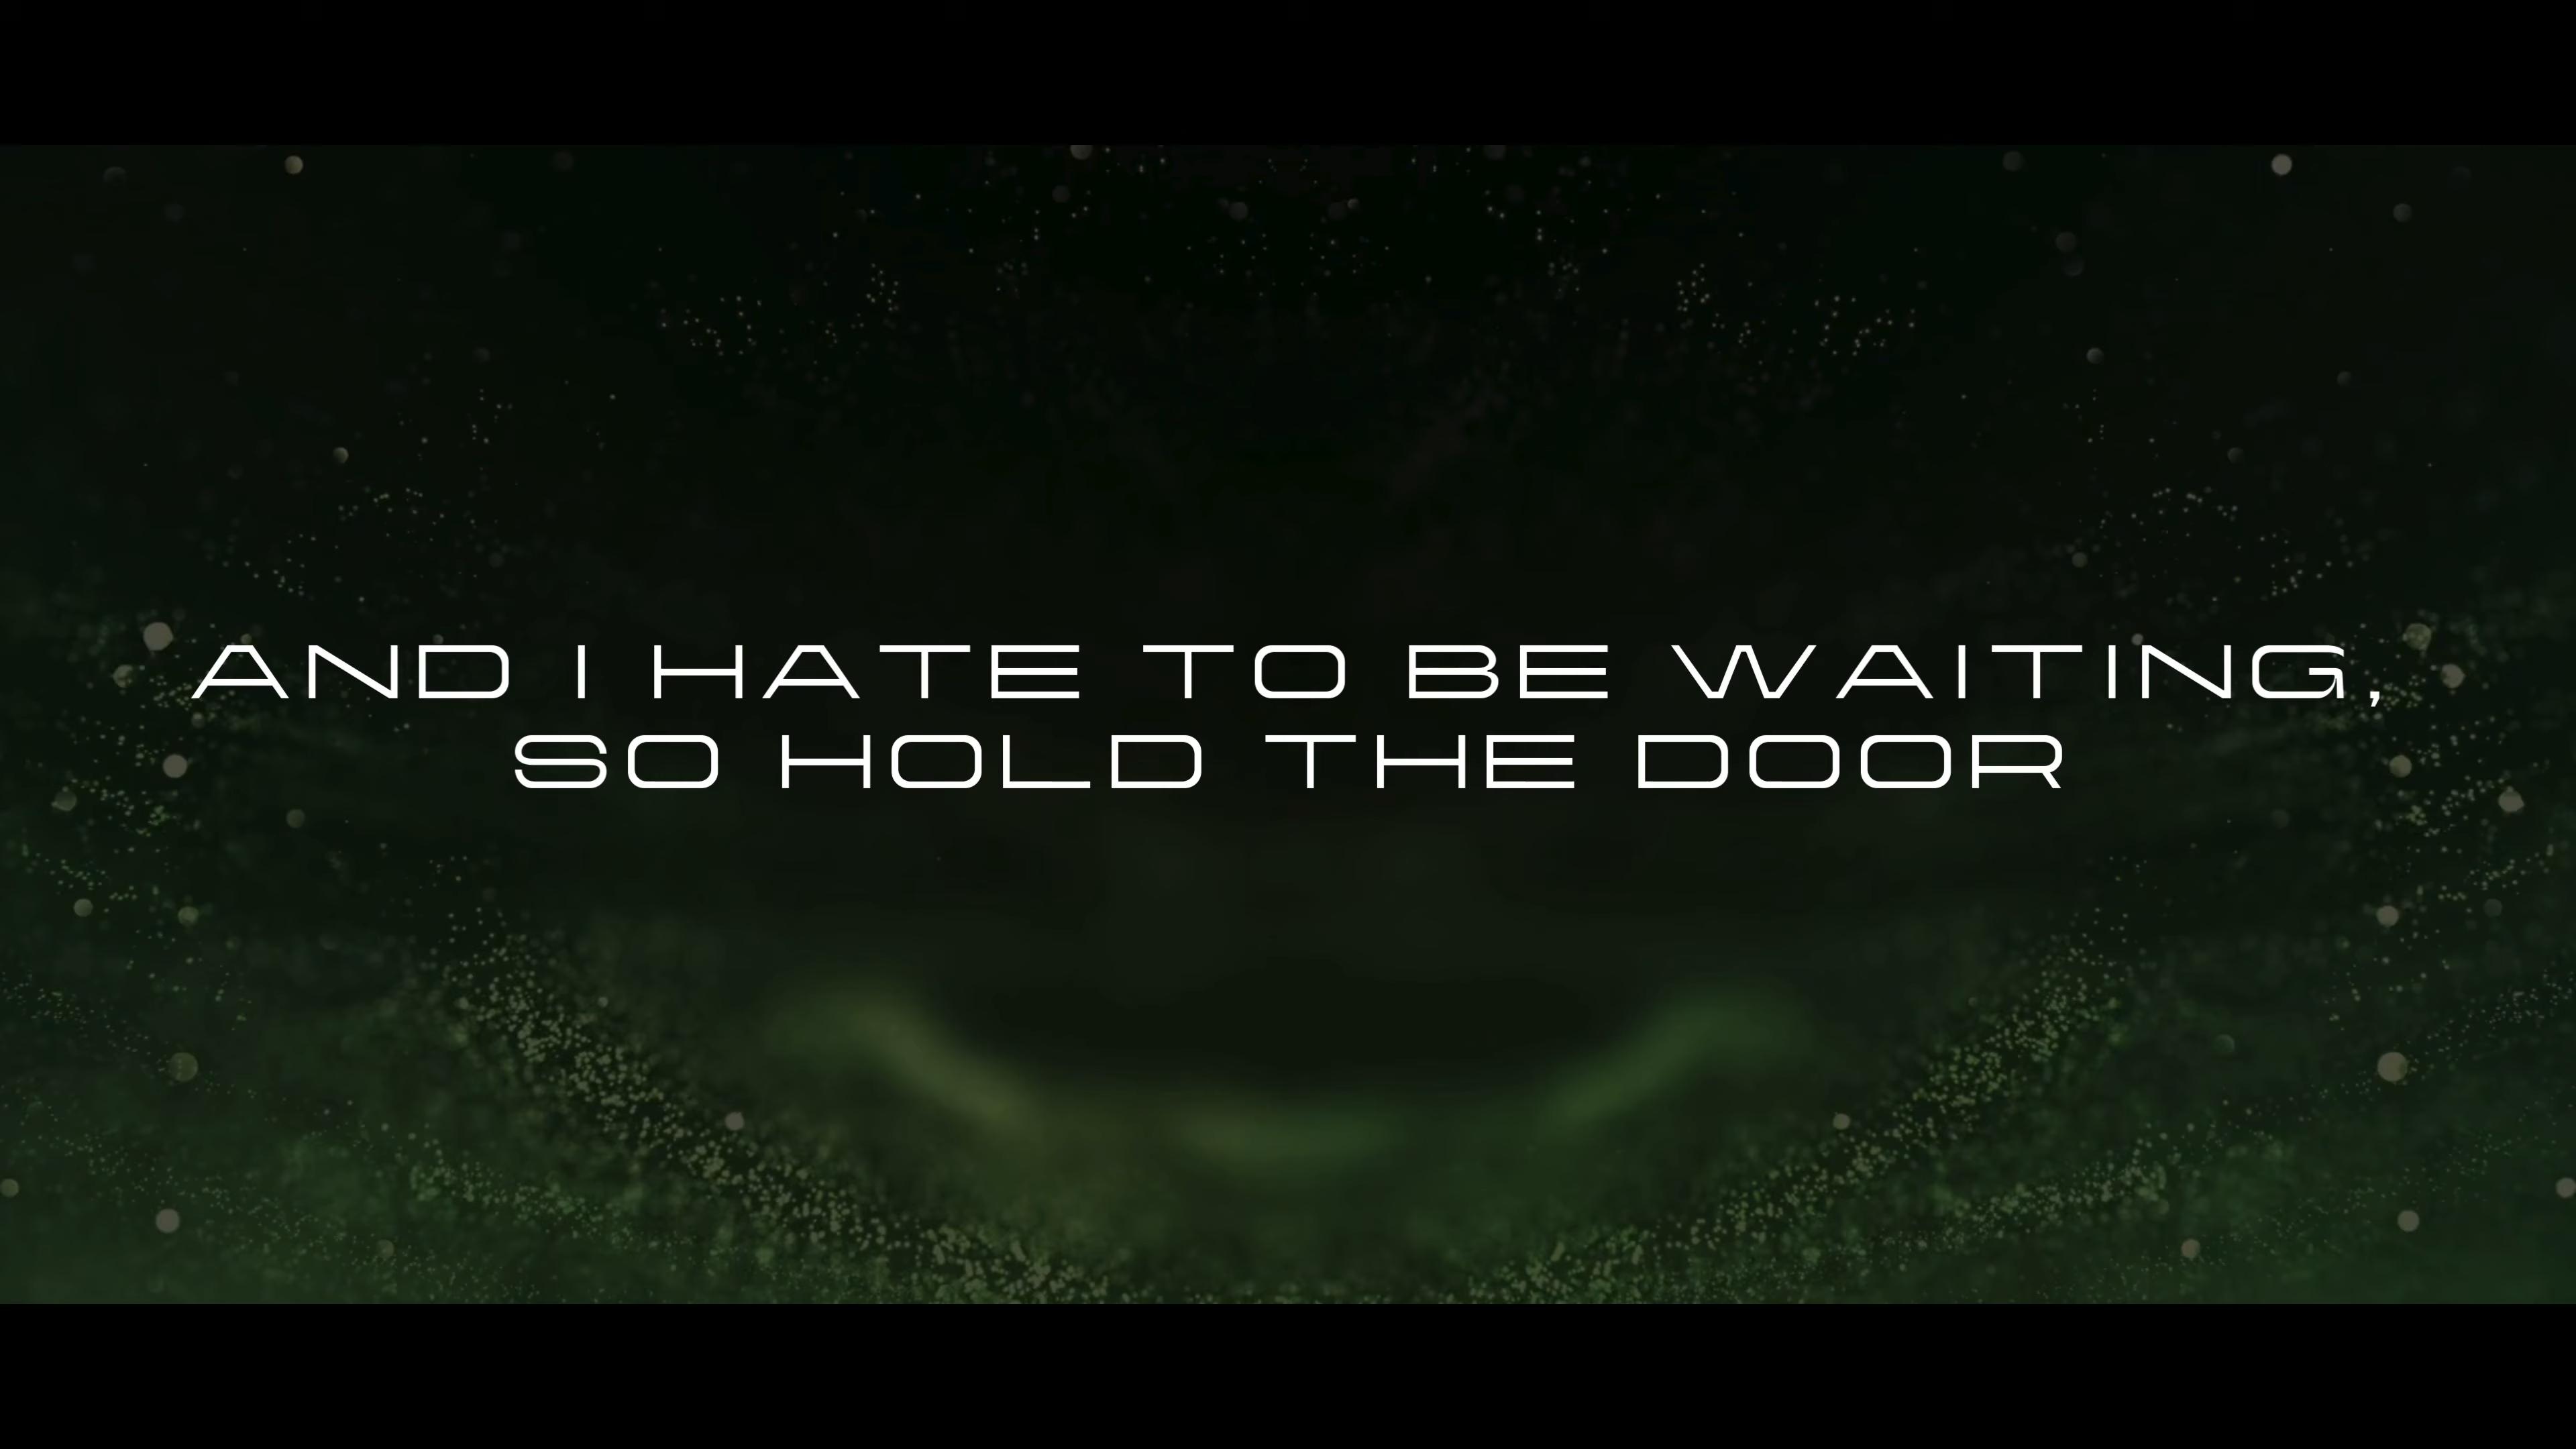 AND I HATE TO BE WAITING,
SO HOLD THE DOOR